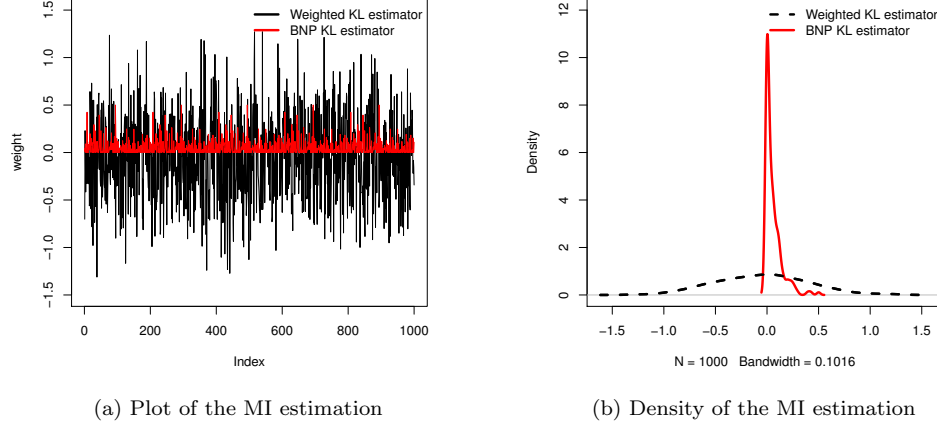 Weighted KL estimator
BNP KL estimator
weight
1.5
1.0
0.5
0.0
−0.5
−1.0
−1.5
0
200
400
600
800
1000
Index
(a) Plot of the MI estimation
Weighted KL estimator
BNP KL estimator
Density
12
10
8
6
4
2
0
−1.5
−1.0
−0.5
0.0
0.5
1.0
1.5
N = 1000 Bandwidth = 0.1016
(b) Density of the MI estimation